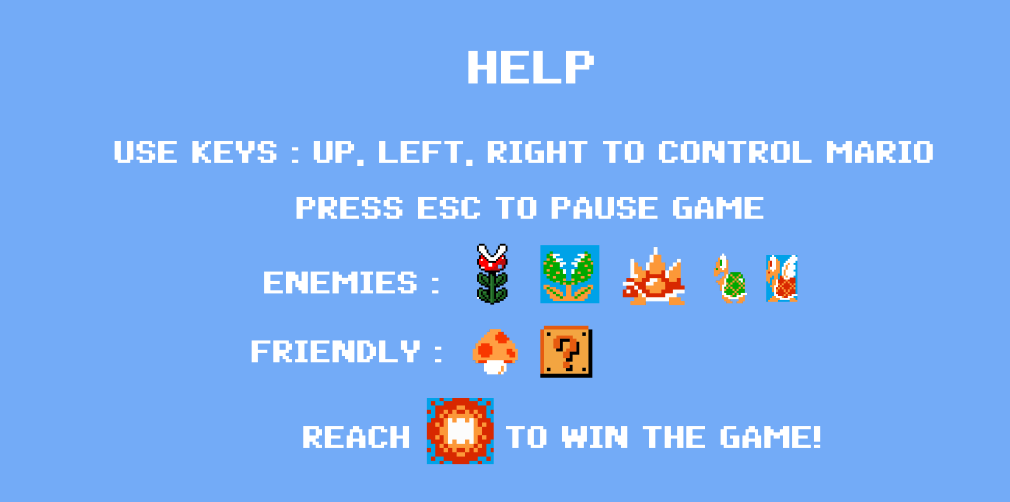 HELP
USE KEYS : UP, LEFT, RIGHT TO CONTROL MARIO
PRESS ESC TO PAUSE GAME
ENEMIES :
FRIENDLY : ?
REACH TO WIN THE GAME!